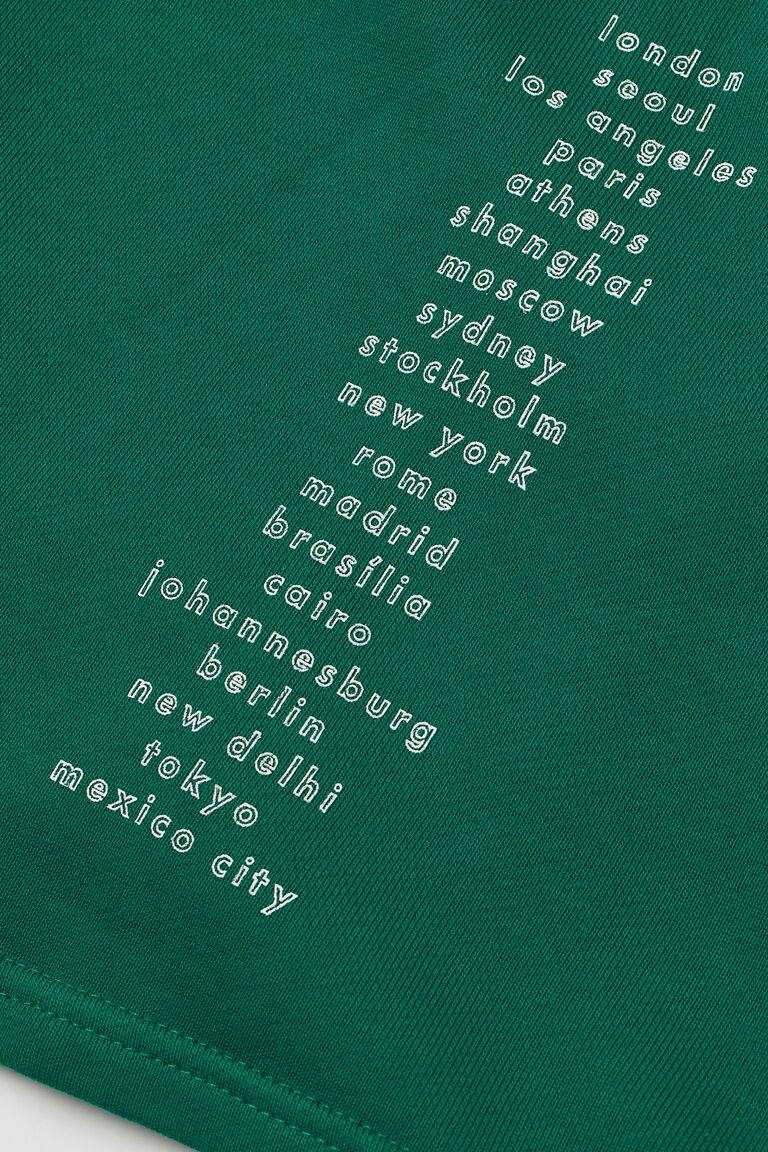 london
seoul
los angeles
paris
athens
shanghai
moscow
sydney
stockholm
new york
rome
madrid
brasília
cairo
johannesburg
berlin
new delhi
tokyo
mexico city